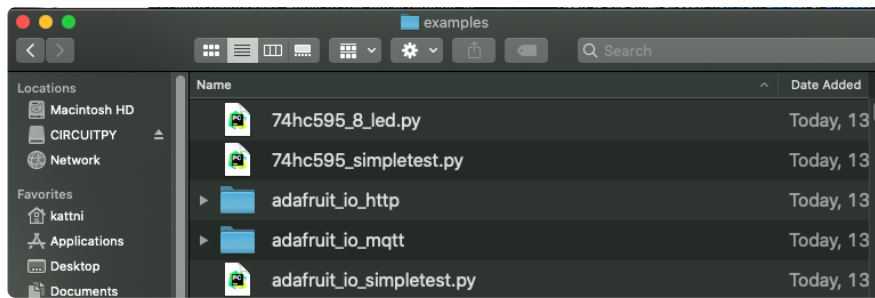 examples
Search
Locations
Macintosh HD
CIRCUITPY
Network
Favorites
kattni
Applications
Desktop
Documents
Name Date Added
74hc595_8_led.py Today, 13
74hc595_simpletest.py Today, 13
adafruit_io_http Today, 13
adafruit_io_mqtt Today, 13
adafruit_io_simpletest.py Today, 13